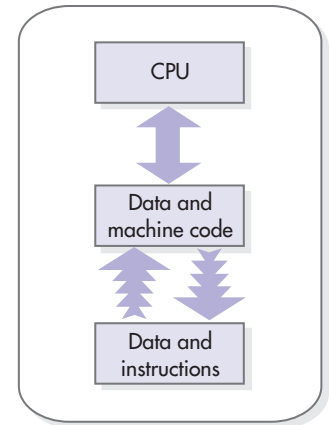 CPU
Data and
machine code
Data and
instructions